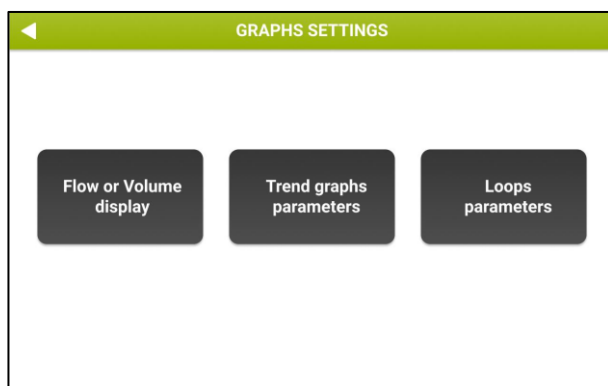 GRAPHS SETTINGS
Flow or Volume
display
Trend graphs
parameters
Loops
parameters